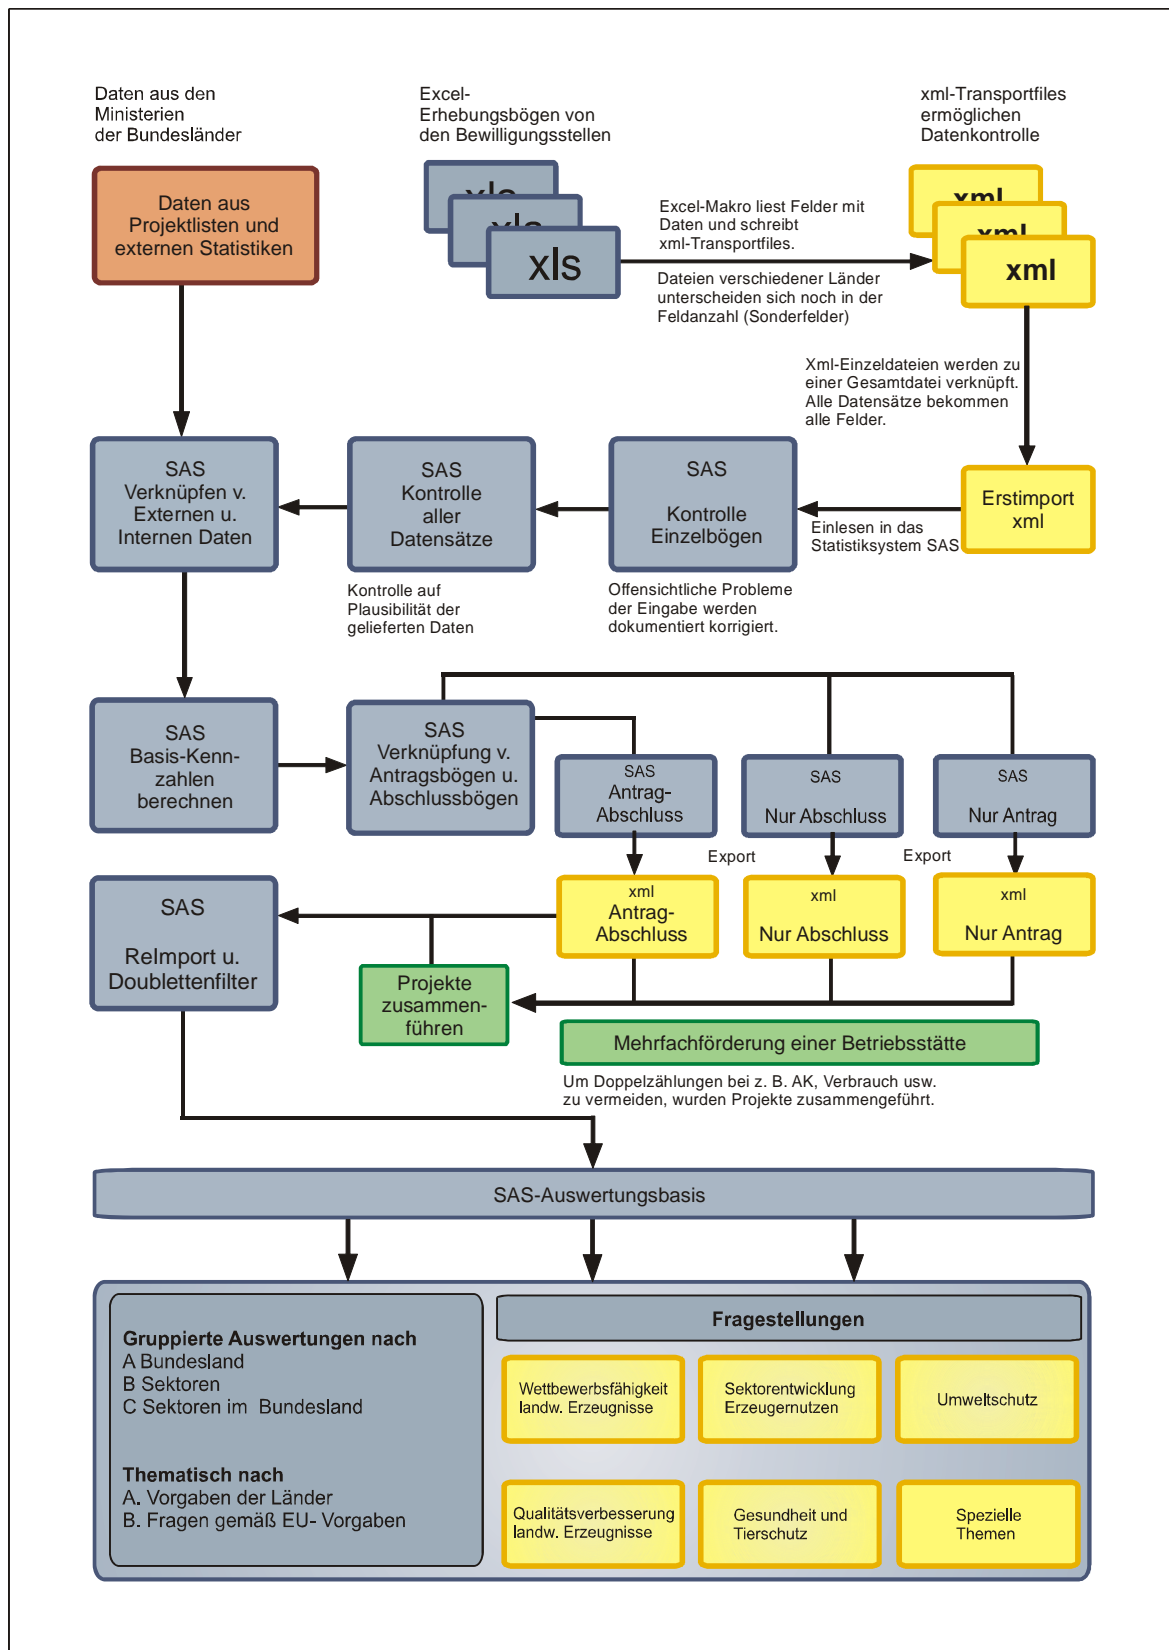 Daten aus den
Ministerien
der Bundesländer
Excel-
Erhebungsbögen von
den Bewilligungsstellen
xml-Transportfiles
ermöglichen
Datenkontrolle
Daten aus
Projektlisten und
externen Statistiken
xls
xls
xls
Excel-Makro liest Felder mit
Daten und schreibt
xml-Transportfiles.
Dateien verschiedener Länder
unterscheiden sich noch in der
Feldanzahl (Sonderfelder)
xml
xml
xml
Xml-Einzeldateien werden zu
einer Gesamtdatei verknüpft.
Alle Datensätze bekommen
alle Felder.
SAS
Verknüpfen v.
Externen u.
Internen Daten
SAS
Kontrolle
aller
Datensätze
SAS
Kontrolle
Einzelbögen
Einlesen in das
Statistiksystem SAS
Erstimport
xml
Kontrolle auf
Plausibilität der
gelieferten Daten
Offensichtliche Probleme
der Eingabe werden
dokumentiert korrigiert.
SAS
Basis-Kenn-
zahlen
berechnen
SAS
Verknüpfung v.
Antragsbögen u.
Abschlussbögen
SAS
Antrag-
Abschluss
SAS
Nur Abschluss
SAS
Nur Antrag
Export
Export
SAS
ReImport u.
Doublettenfilter
xml
Antrag-
Abschluss
xml
Nur Abschluss
xml
Nur Antrag
Projekte
zusammen-
führen
Mehrfachförderung einer Betriebsstätte
Um Doppelzählungen bei z. B. AK, Verbrauch usw.
zu vermeiden, wurden Projekte zusammengeführt.
SAS-Auswertungsbasis
Gruppierte Auswertungen nach
A Bundesland
B Sektoren
C Sektoren im Bundesland
Thematisch nach
A. Vorgaben der Länder
B. Fragen gemäß EU- Vorgaben
Fragestellungen
Wettbewerbsfähigkeit
landw. Erzeugnisse
Sektorentwicklung
Erzeugernutzen
Umweltschutz
Qualitätsverbesserung
landw. Erzeugnisse
Gesundheit und
Tierschutz
Spezielle
Themen